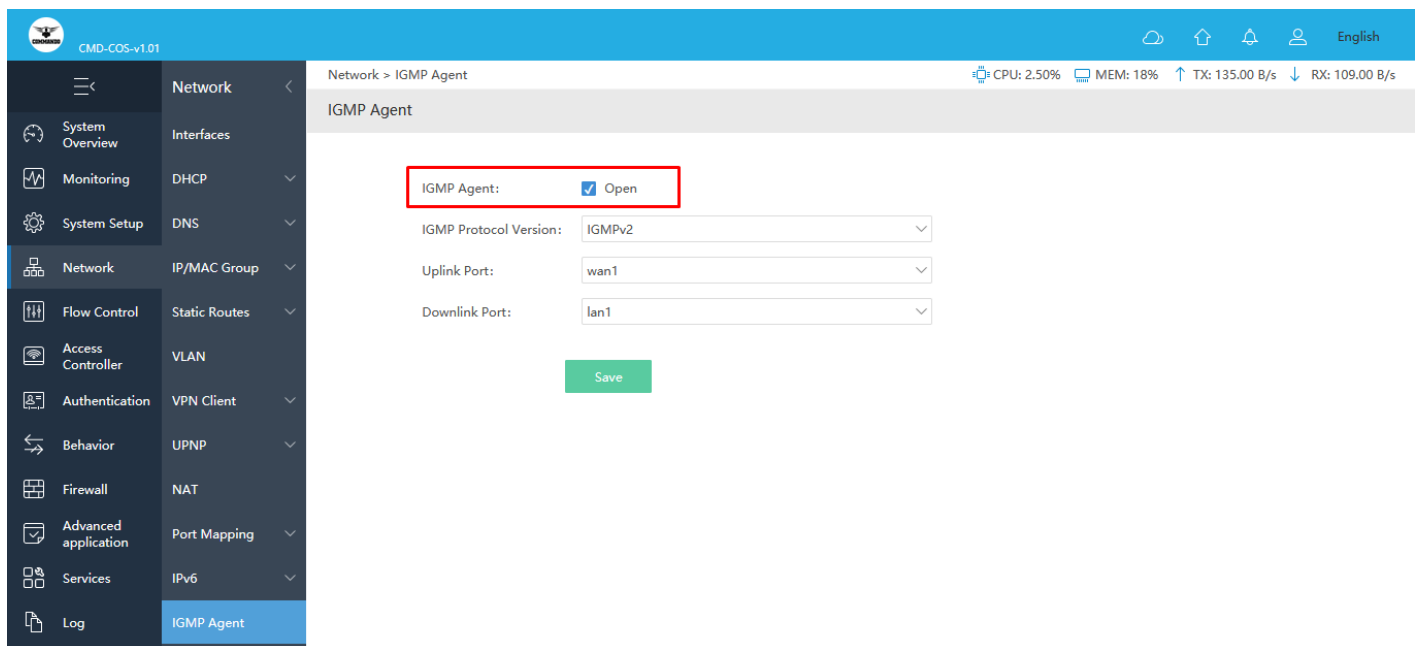 COMMANDO
CMD-COS-v1.01
English
Network
Network > IGMP Agent
CPU: 2.50%
MEM: 18%
TX: 135.00 B/s
RX: 109.00 B/s
IGMP Agent
System
Overview
Monitoring
System Setup
Network
Flow Control
Access
Controller
Authentication
Behavior
Firewall
Advanced
application
Services
Log
Interfaces
DHCP
DNS
IP/MAC Group
Static Routes
VLAN
VPN Client
UPNP
NAT
Port Mapping
IPv6
IGMP Agent
IGMP Agent: Open
IGMP Protocol Version: IGMPv2
Uplink Port: wan1
Downlink Port: lan1
Save